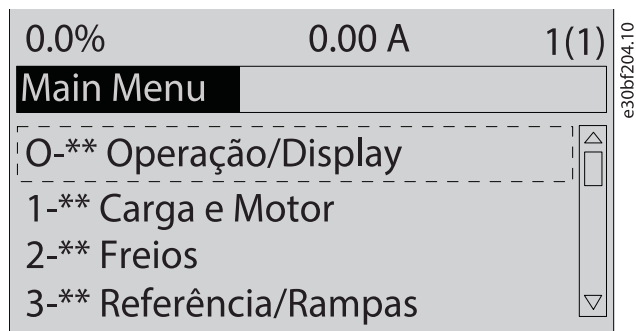 0.0% 0.00 A 1(1)
Main Menu
O-** Operação/Display
1-** Carga e Motor
2-** Freios
3-** Referência/Rampas
e30bf204.10